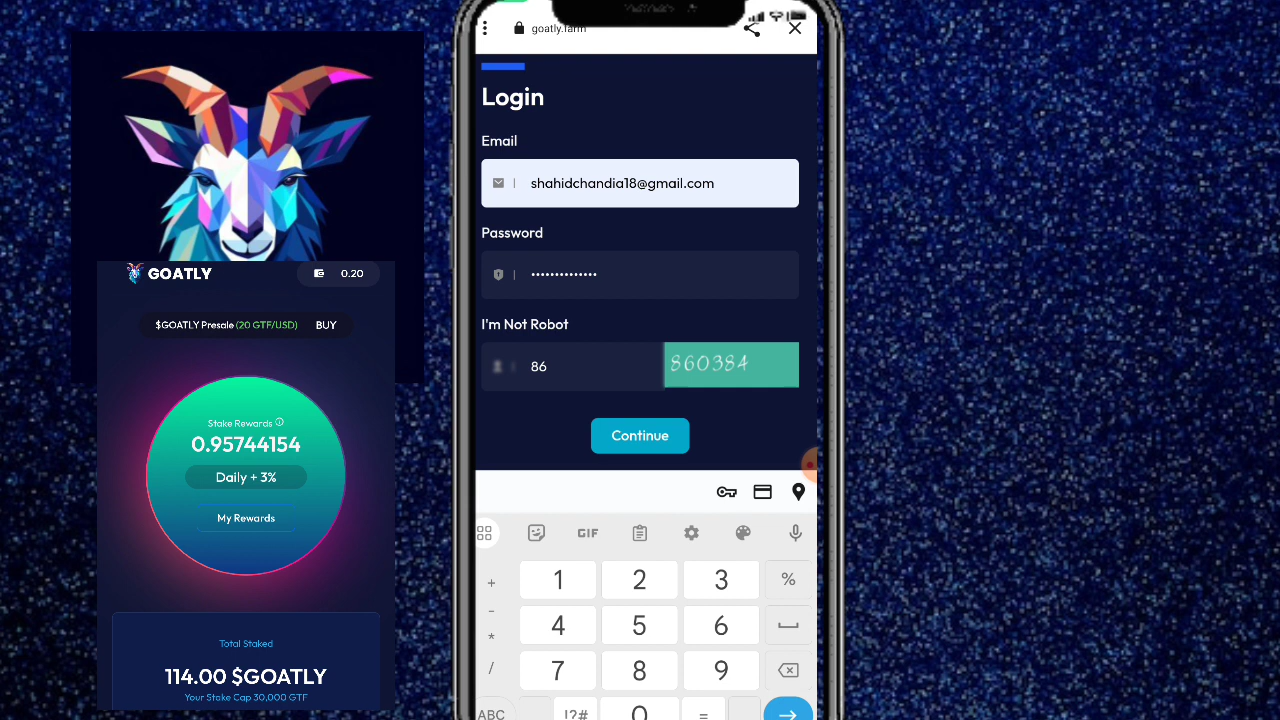 GOATLY
0.20
$GOATLY Presale (20 GTF/USD) BUY
Stake Rewards
0.95744154
Daily + 3%
My Rewards
Total Staked
114.00 $GOATLY
Your Stake Cap 30,000 GTF
goatly.farm
Login
Email
shahidchandia18@gmail.com
Password
••••••••••••••
I'm Not Robot
86
860384
Continue
GIF
+ 1 2 3 %
-
4 5 6
*
/ 7 8 9
ABC !?# 0 =